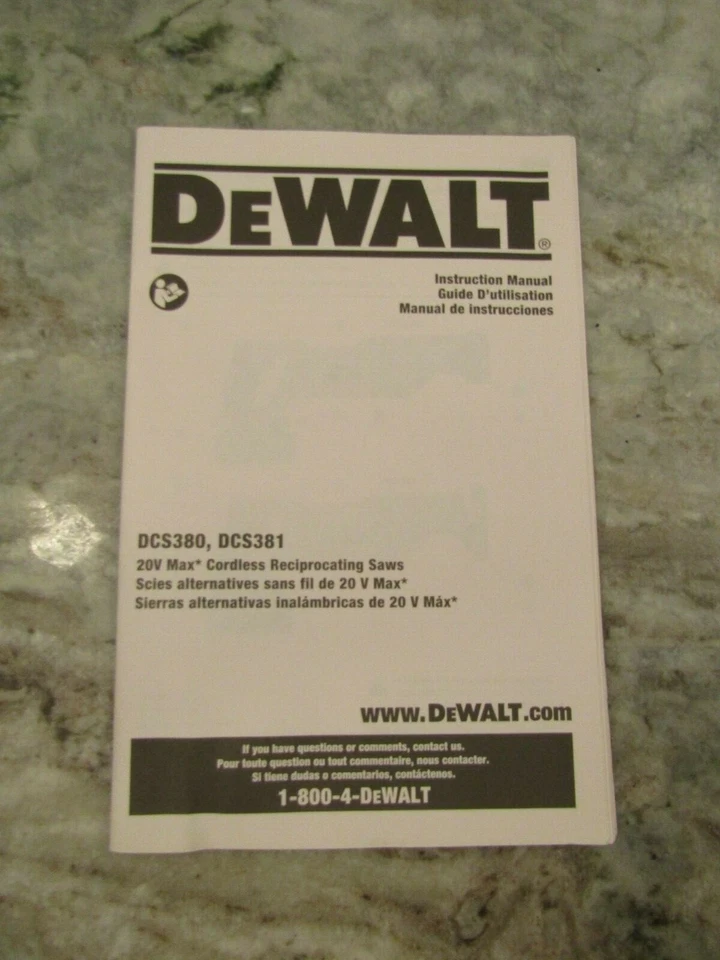 DEWALT®
Instruction Manual
Guide D'utilisation
Manual de instrucciones
DCS380, DCS381
20V Max* Cordless Reciprocating Saws
Scies alternatives sans fil de 20 V Max*
Sierras alternativas inalámbricas de 20 V Máx*
www.DEWALT.com
If you have questions or comments, contact us.
Pour toute question ou tout commentaire, nous contacter.
Si tiene dudas o comentarios, contáctenos.
1-800-4-DEWALT